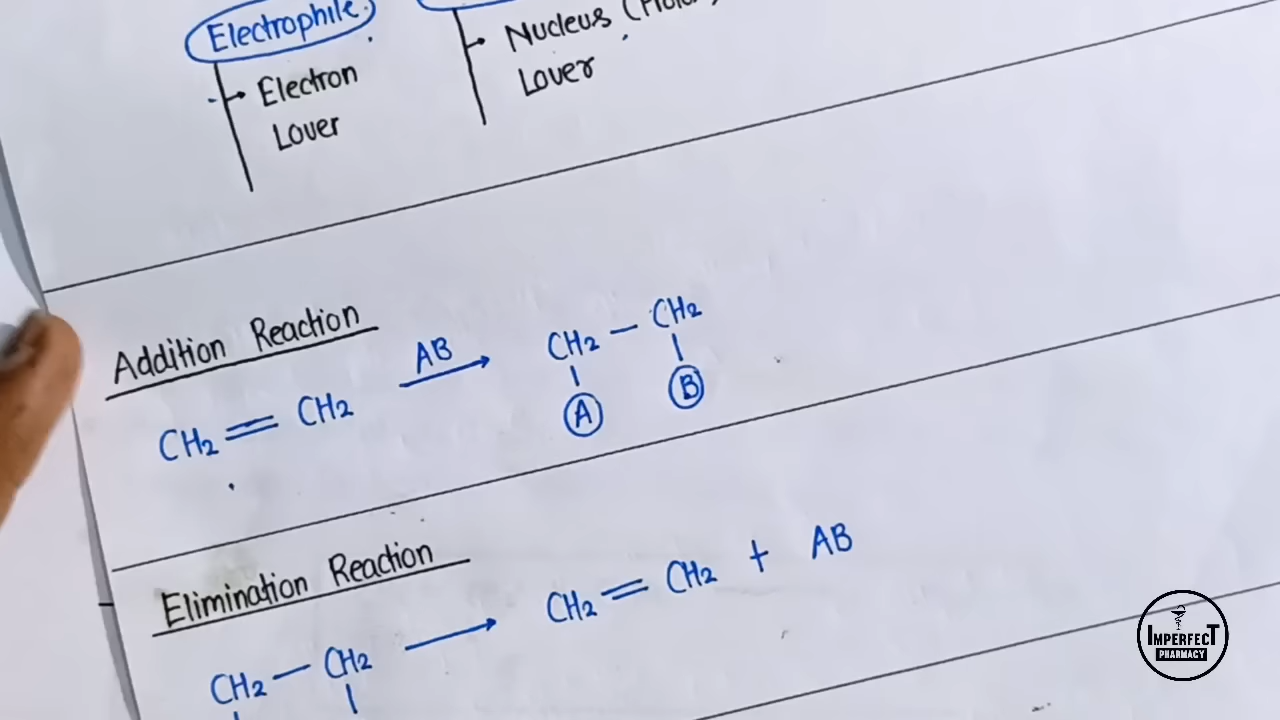 Electrophile.
Electron
Lover
Nucleus
Lover
Addition Reaction
CH₂ = CH₂ AB → CH₂ — CH₂
A B
Elimination Reaction
CH₂ — CH₂ → CH₂ = CH₂ + AB
IMPERFECT
PHARMACY